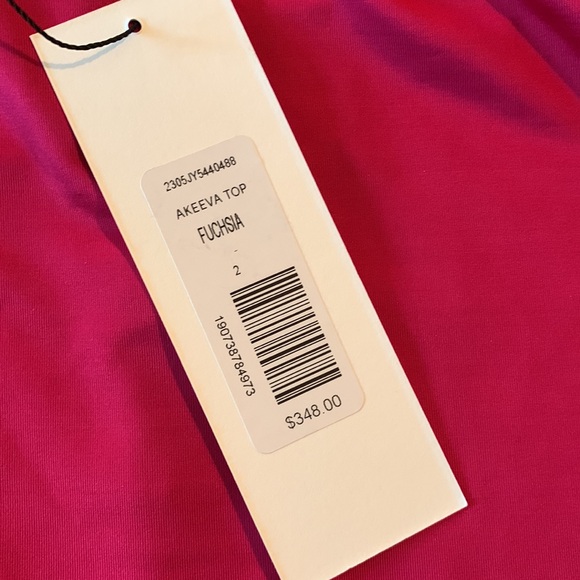 2305JY5440488
AKEEVA TOP
FUCHSIA
-
2
190738784973
$348.00